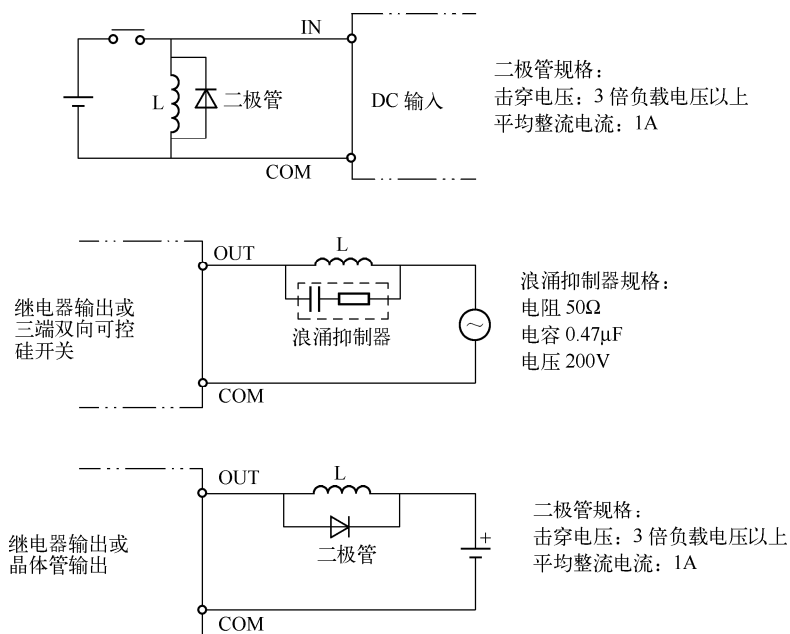 IN
L
二极管
DC 输入
COM
二极管规格：
击穿电压：3 倍负载电压以上
平均整流电流：1A
OUT
L
继电器输出或
三端双向可控
硅开关
浪涌抑制器
COM
浪涌抑制器规格：
电阻 50Ω
电容 0.47μF
电压 200V
OUT
L
继电器输出或
晶体管输出
二极管
+
COM
二极管规格：
击穿电压：3 倍负载电压以上
平均整流电流：1A